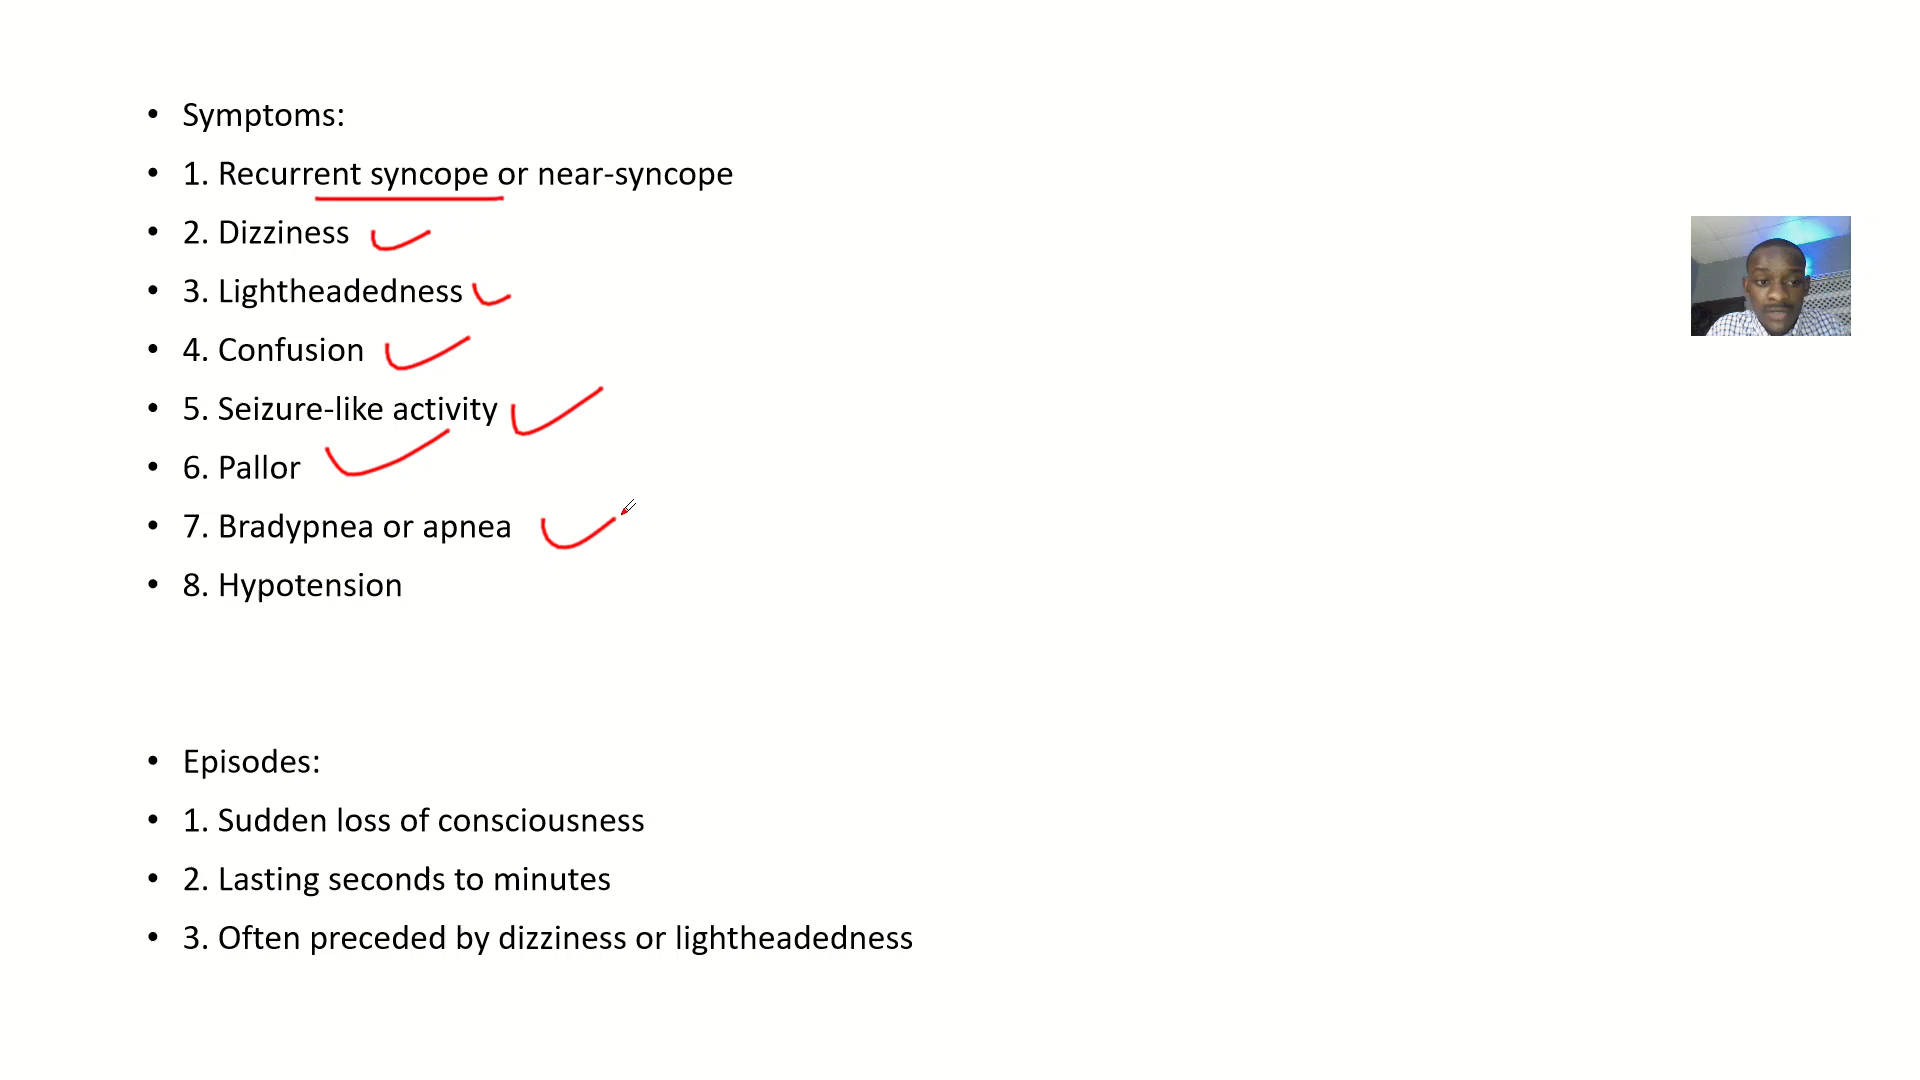 • Symptoms:
• 1. Recurrent syncope or near-syncope
• 2. Dizziness
• 3. Lightheadedness
• 4. Confusion
• 5. Seizure-like activity
• 6. Pallor
• 7. Bradypnea or apnea
• 8. Hypotension
• Episodes:
• 1. Sudden loss of consciousness
• 2. Lasting seconds to minutes
• 3. Often preceded by dizziness or lightheadedness